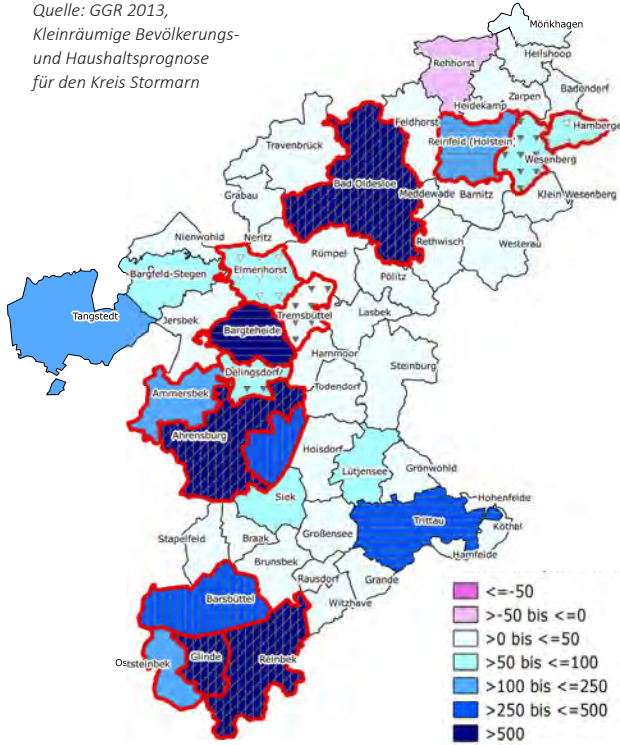 Quelle: GGR 2013,
Kleinräumige Bevölkerungs-
und Haushaltsprognose
für den Kreis Stormarn
Mönkhagen
Heilshoop
Rehhorst
Badendorf
Zarpen
Heidekamp
Feldhorst
Hamberge
Travenbrück
Reinfeld (Holstein)
Wesenberg
Bad Oldesloe
Meddewade
Barnitz
Klein Wesenberg
Grabau
Nienwohld
Neritz
Rethwisch
Westerau
Rümpel
Bargfeld-Stegen
Elmenhorst
Pölitz
Tangstedt
Jersbek
Tremsbüttel
Lasbek
Bargteheide
Hammoor
Steinburg
Delingsdorf
Todendorf
Ammersbek
Ahrensburg
Hoisdorf
Lütjensee
Grönwohld
Siek
Hohenfelde
Trittau
Köthel
Stapelfeld
Braak
Großensee
Hamfelde
Brunsbek
Rausdorf
Grande
Witzhave
Barsbüttel
Glinde
Reinbek
Oststeinbek
<=-50
>-50 bis <=0
>0 bis <=50
>50 bis <=100
>100 bis <=250
>250 bis <=500
>500